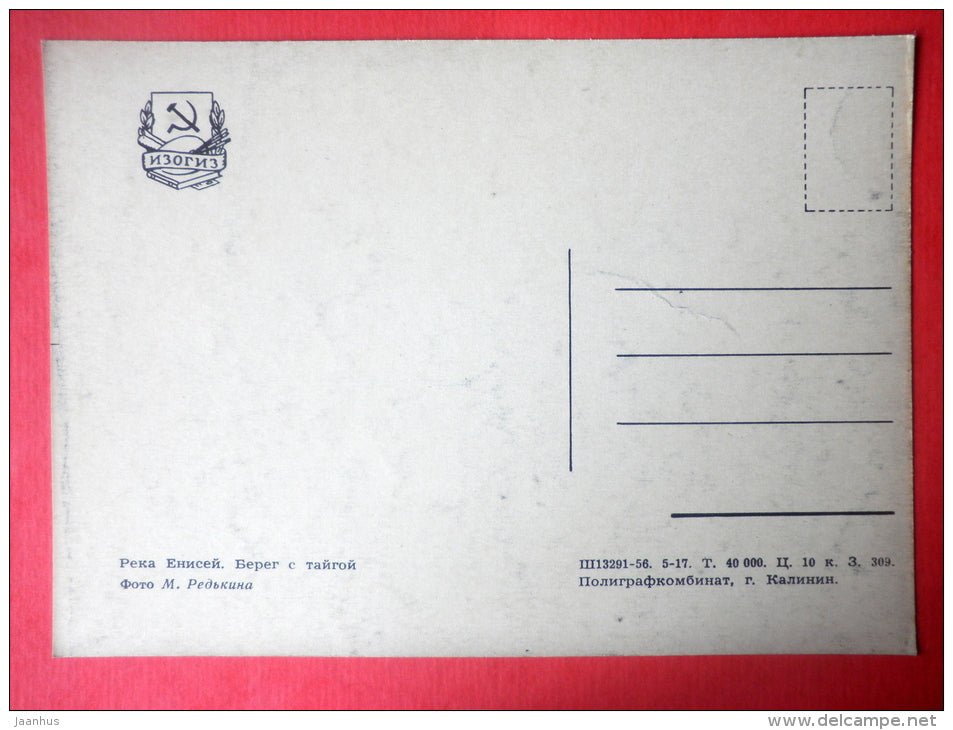 ИЗОГИЗ
Река Енисей. Берег с тайгой
Фото М. Редькина
Ш13291-56. 5-17. Т. 40 000. Ц. 10 к. З. 309.
Полиграфкомбинат, г. Калинин.
jaanhus
www.delcampe.net